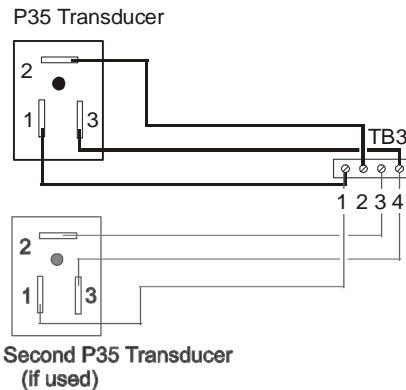 P35 Transducer
2
1 3
TB3
1 2 3 4
2
1 3
Second P35 Transducer
(if used)